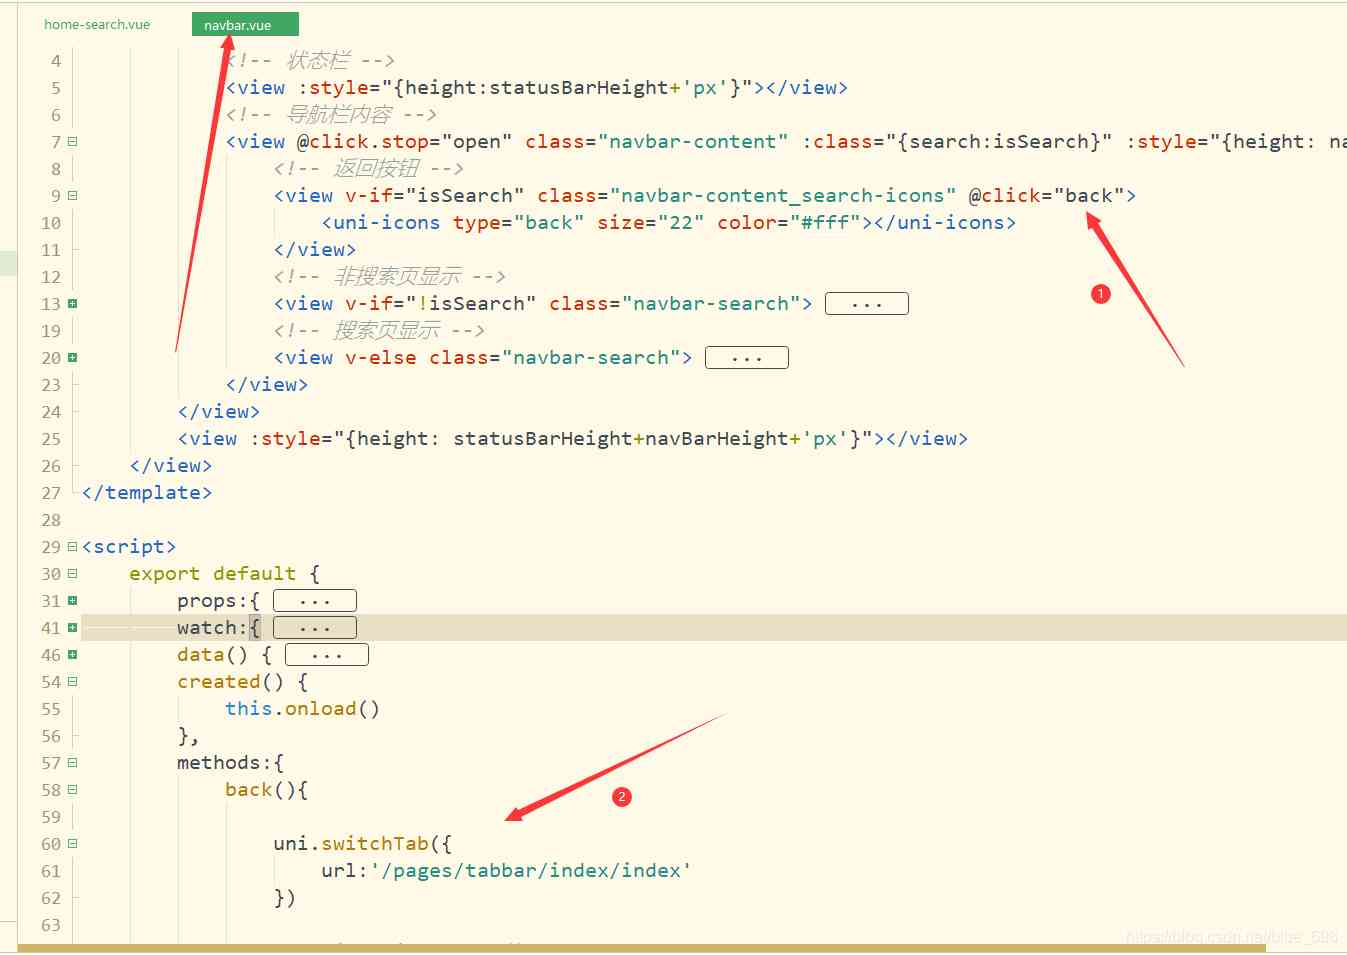 home-search.vue navbar.vue
4 <!-- 状态栏 -->
5 <view :style="{height:statusBarHeight+'px'}"></view>
6 <!-- 导航栏内容 -->
7 <view @click.stop="open" class="navbar-content" :class="{search:isSearch}" :style="{height: na
8 <!-- 返回按钮 -->
9 <view v-if="isSearch" class="navbar-content_search-icons" @click="back">
10 <uni-icons type="back" size="22" color="#fff"></uni-icons>
11 </view>
12 <!-- 非搜索页显示 -->
13 <view v-if="!isSearch" class="navbar-search"> ...
1
19 <!-- 搜索页显示 -->
20 <view v-else class="navbar-search"> ...
23 </view>
24 </view>
25 <view :style="{height: statusBarHeight+navBarHeight+'px'}"></view>
26 </view>
27 </template>
28
29 <script>
30 export default {
31 props:{ ...
41 watch:{ ...
46 data() { ...
54 created() {
55 this.onload()
56 },
57 methods:{
58 back(){
2
59
60 uni.switchTab({
61 url:'/pages/tabbar/index/index'
62 })
63